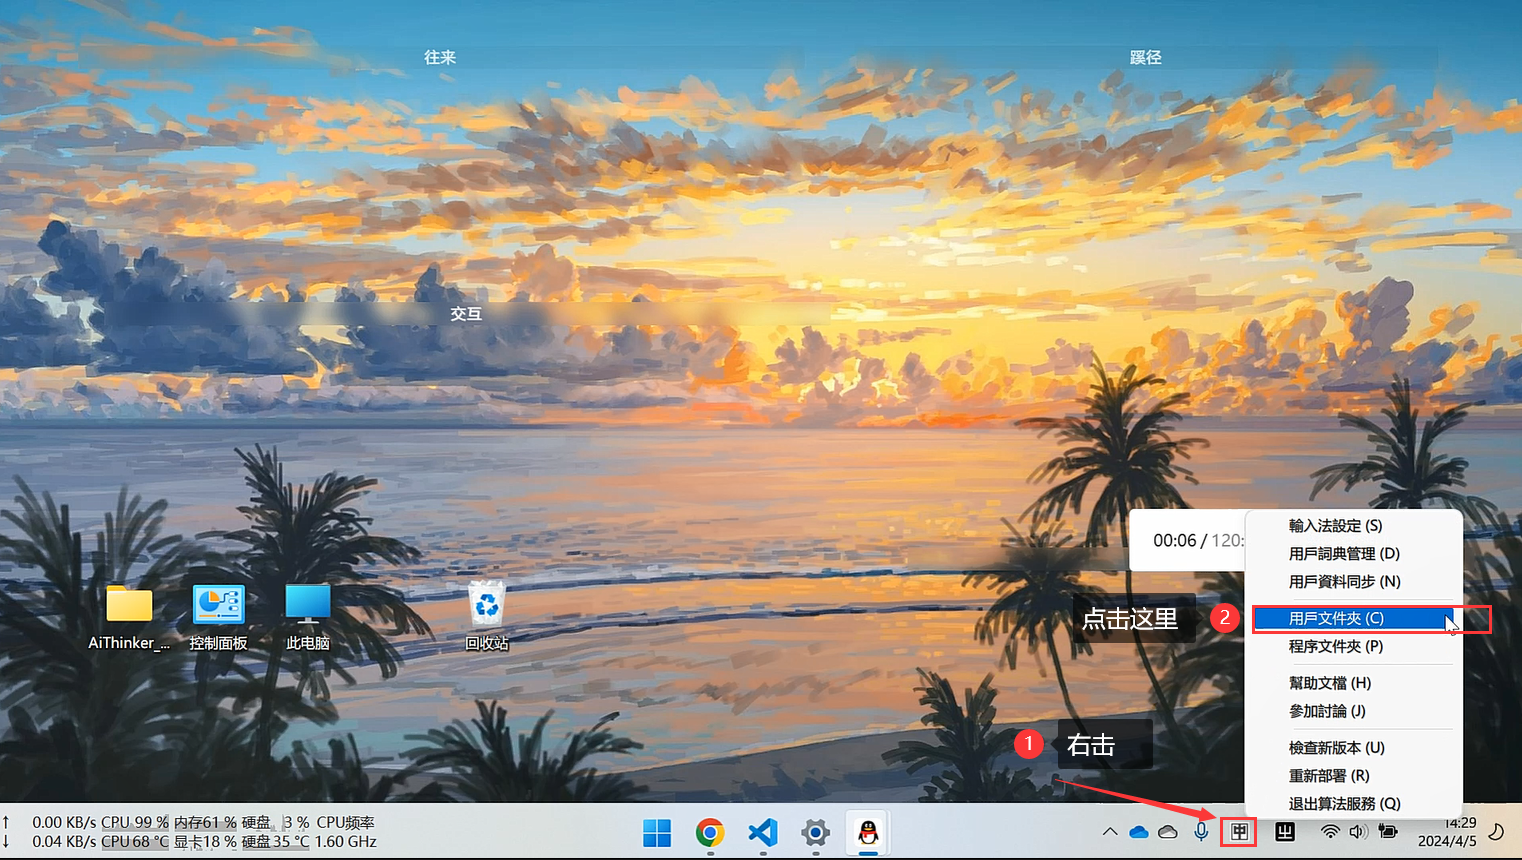 往来
蹊径
交互
00:06 / 120:
輸入法設定 (S)
用戶詞典管理 (D)
用戶資料同步 (N)
用戶文件夾 (C)
程序文件夾 (P)
幫助文檔 (H)
參加討論 (J)
檢查新版本 (U)
重新部署 (R)
退出算法服務 (Q)
点击这里
2
1
右击
AiThinker_...
控制面板
此电脑
回收站
↑ 0.00 KB/s CPU 99 % 内存61 % 硬盘 3 % CPU频率
↓ 0.04 KB/s CPU 68 °C 显卡18 % 硬盘 35 °C 1.60 GHz
中
14:29
2024/4/5